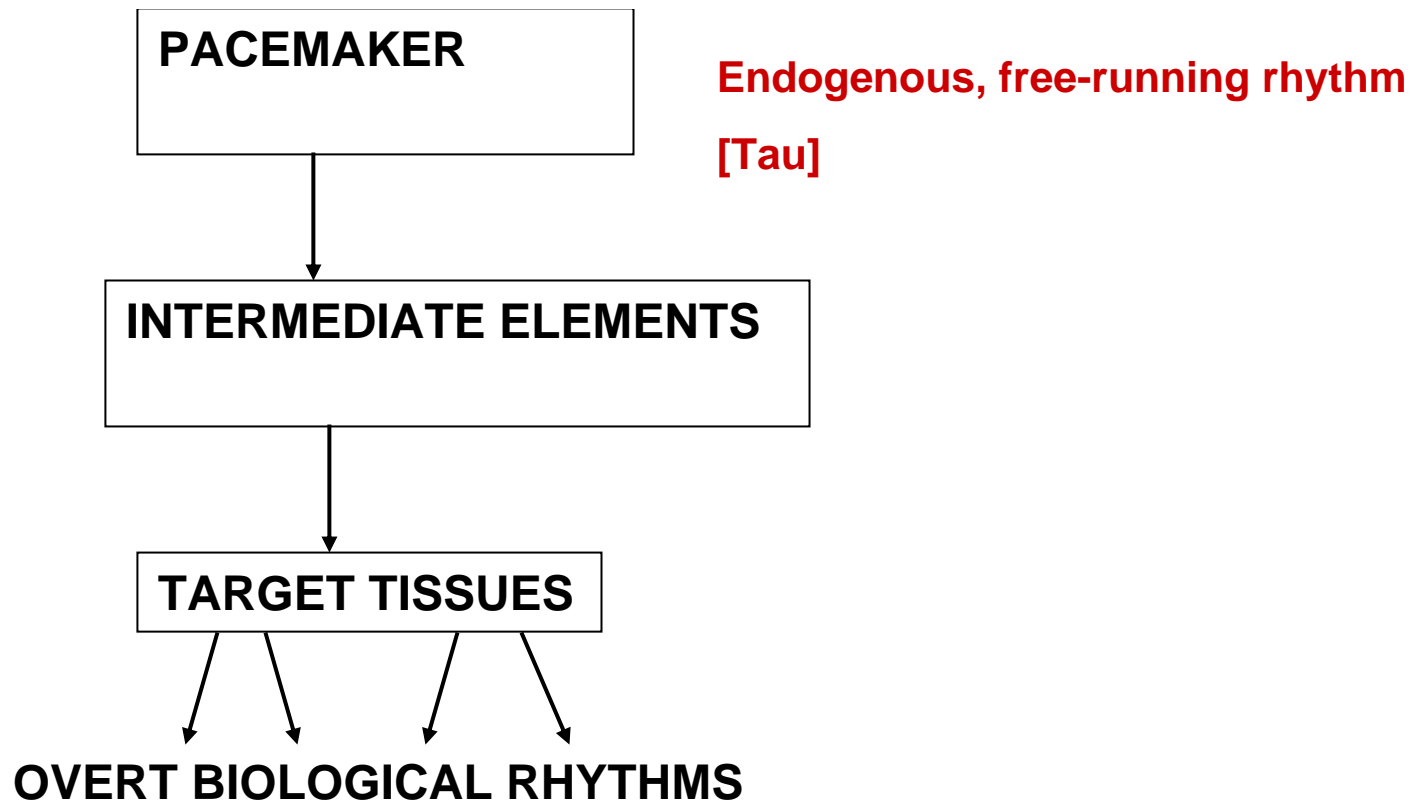 PACEMAKER
Endogenous, free-running rhythm
[Tau]
INTERMEDIATE ELEMENTS
TARGET TISSUES
OVERT BIOLOGICAL RHYTHMS